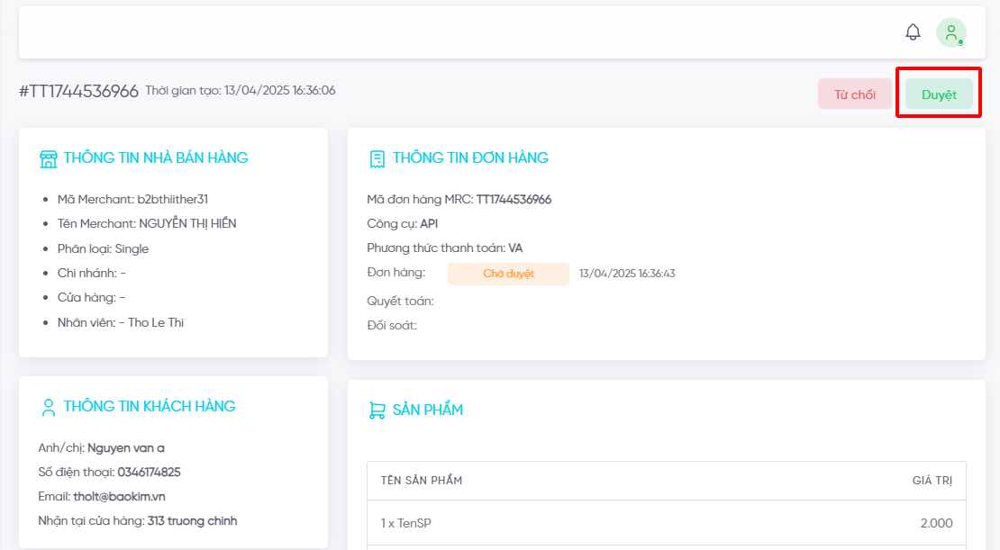 #TT1744536966 Thời gian tạo: 13/04/2025 16:36:06
Từ chối
Duyệt
THÔNG TIN NHÀ BÁN HÀNG
Mã Merchant: b2bthiither31
Tên Merchant: NGUYỄN THỊ HIỀN
Phân loại: Single
Chi nhánh: -
Cửa hàng: -
Nhân viên: - Tho Le Thi
THÔNG TIN ĐƠN HÀNG
Mã đơn hàng MRC: TT1744536966
Công cụ: API
Phương thức thanh toán: VA
Đơn hàng: Chờ duyệt 13/04/2025 16:36:43
Quyết toán:
Đối soát:
THÔNG TIN KHÁCH HÀNG
Anh/chị: Nguyen van a
Số điện thoại: 0346174825
Email: tholt@baokim.vn
Nhận tại cửa hàng: 313 truong chinh
SẢN PHẨM
TÊN SẢN PHẨM GIÁ TRỊ
1 x TenSP 2.000